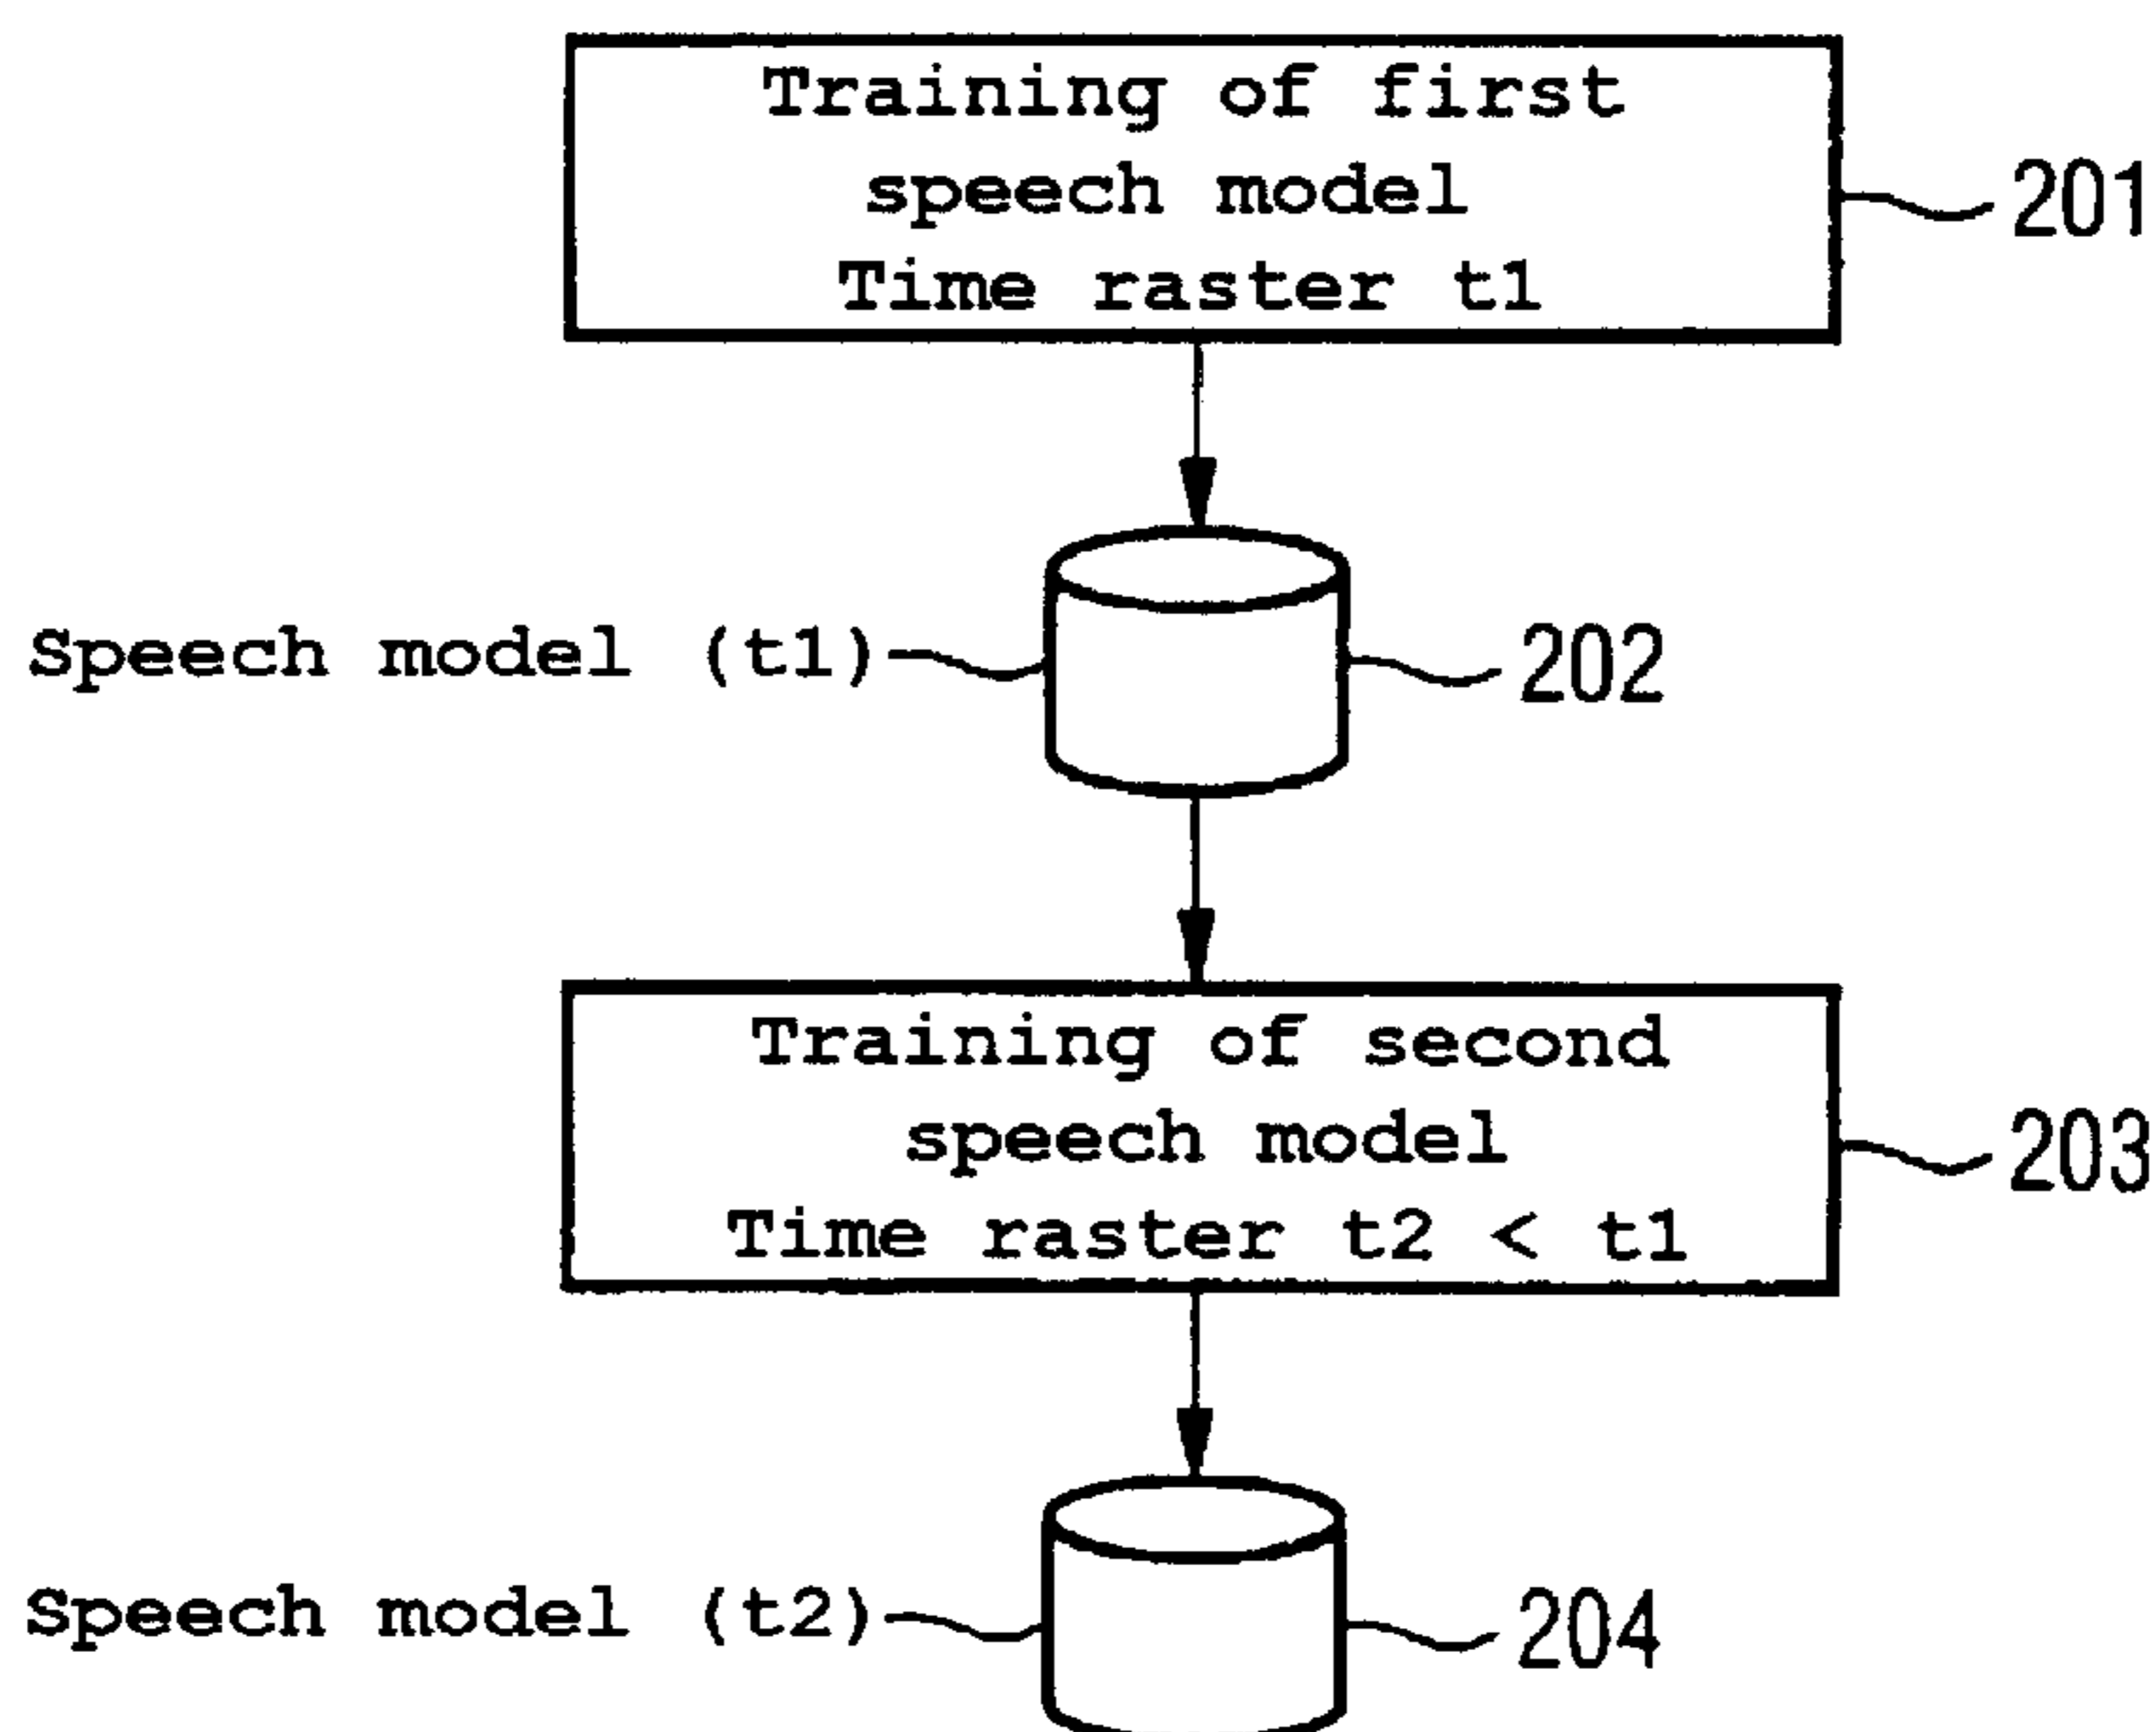 Training of first
speech model
Time raster t1
201
Speech model (t1)
202
Training of second
speech model
Time raster t2 < t1
203
Speech model (t2)
204